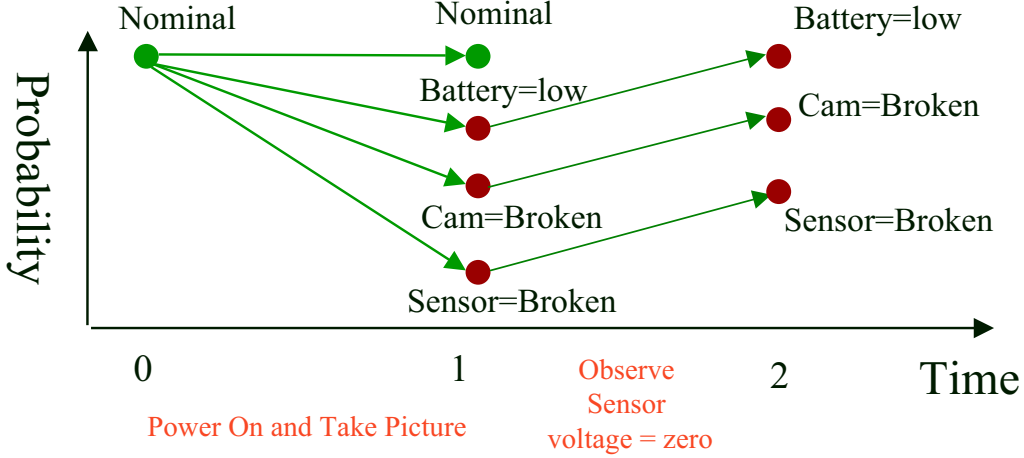 Nominal
Nominal
Battery=low
Battery=low
Cam=Broken
Cam=Broken
Sensor=Broken
Sensor=Broken
Probability
0
1
2
Time
Power On and Take Picture
Observe
Sensor
voltage = zero